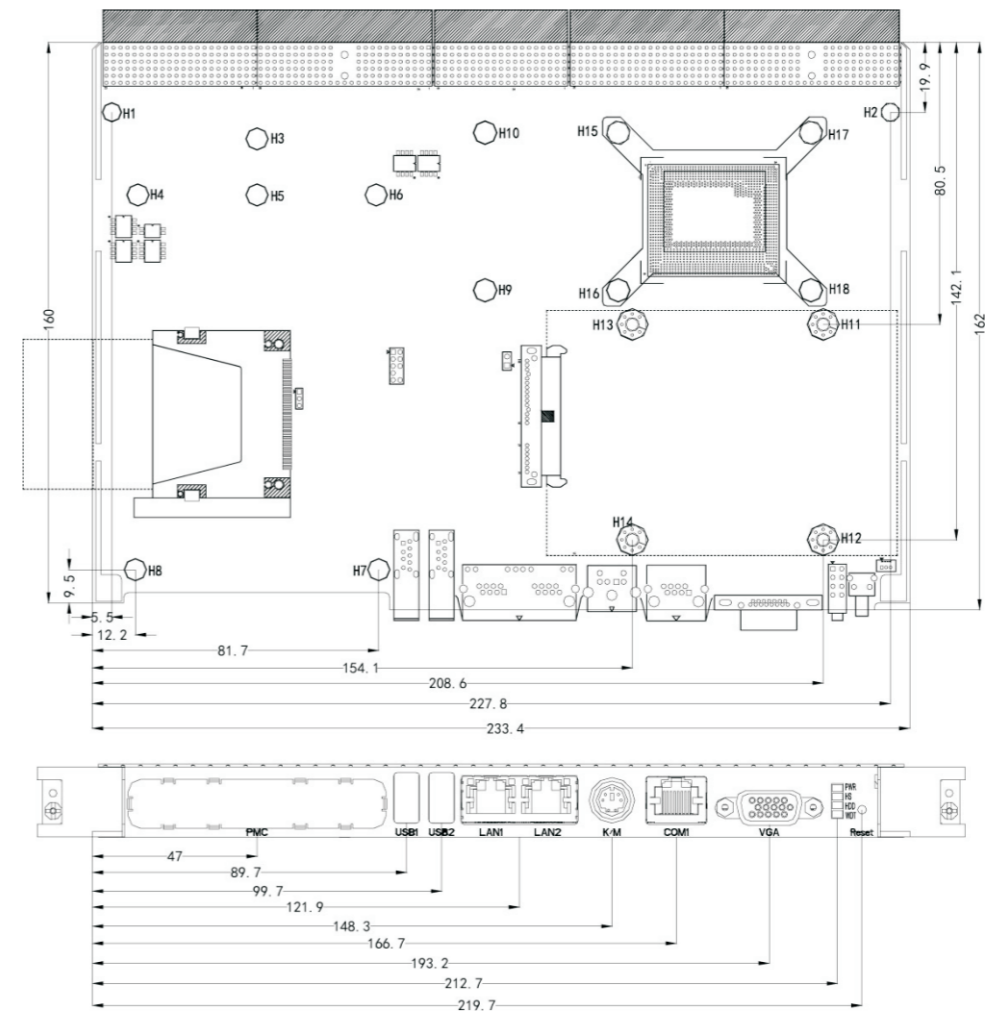 19.9
H1
H2
H3
H10
H15
H17
80.5
H4
H5
H6
142.1
H9
H16
H18
160
H13
H11
162
H14
H12
H8
H7
9.5
5.5
12.2
81.7
154.1
208.6
227.8
233.4
PWR
HS
HDD
WDT
PMC
USB1
USB2
LAN1
LAN2
K/M
COM1
VGA
Reset
47
89.7
99.7
121.9
148.3
166.7
193.2
212.7
219.7